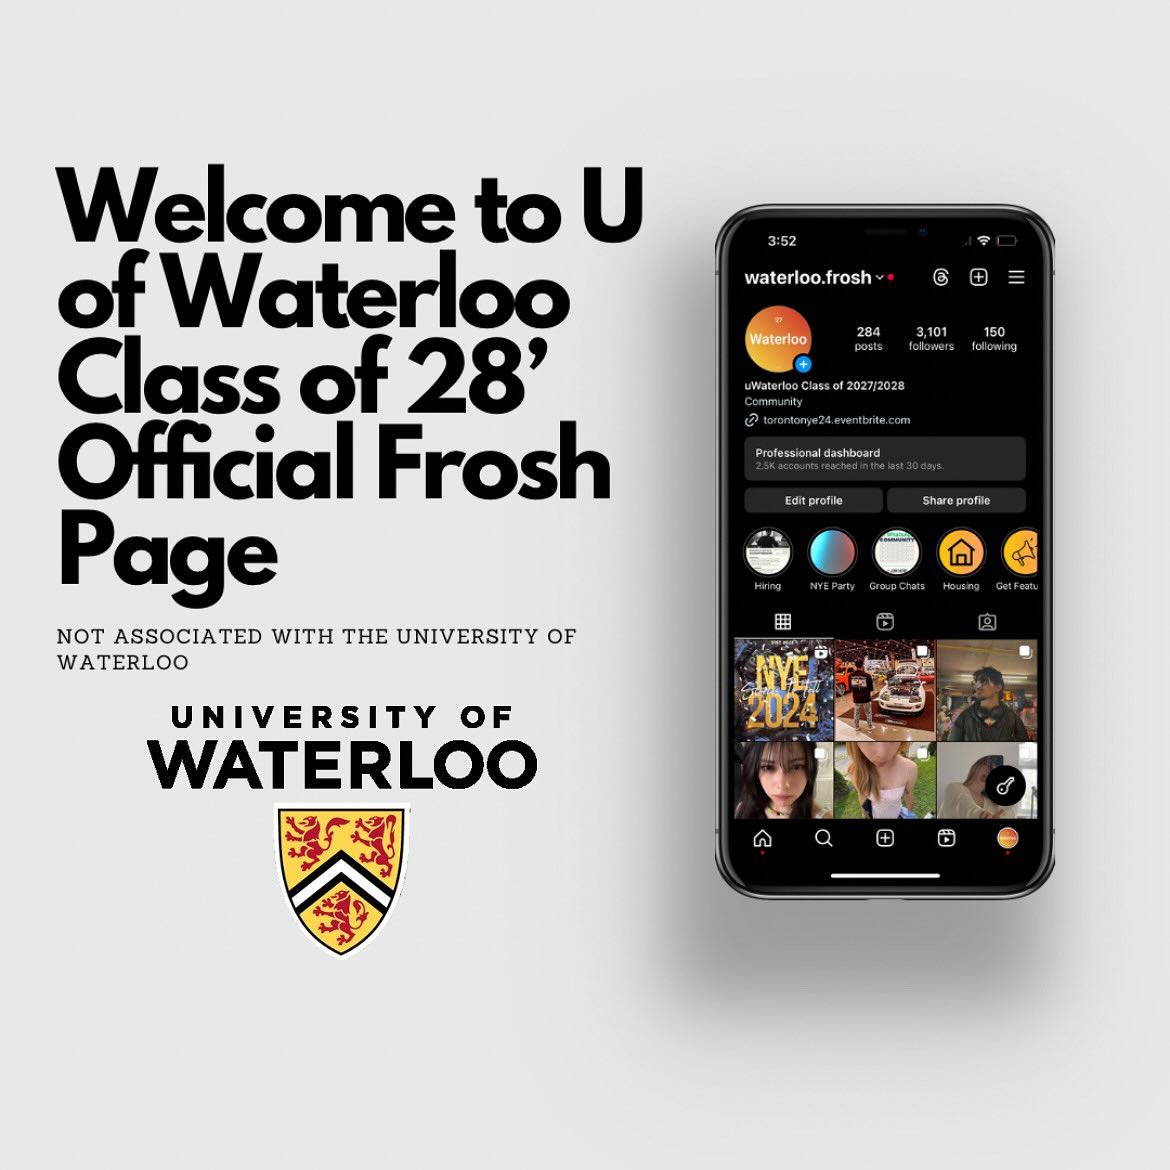 Welcome to U
of Waterloo
Class of 28’
Official Frosh
Page
NOT ASSOCIATED WITH THE UNIVERSITY OF
WATERLOO
UNIVERSITY OF
WATERLOO
3:52
waterloo.frosh
'27
Waterloo
284 3,101 150
posts followers following
uWaterloo Class of 2027/2028
Community
torontonye24.eventbrite.com
Professional dashboard
2.5K accounts reached in the last 30 days.
Edit profile Share profile
COMMUNITY
Hiring NYE Party Group Chats Housing Get Featu
NYE
2024